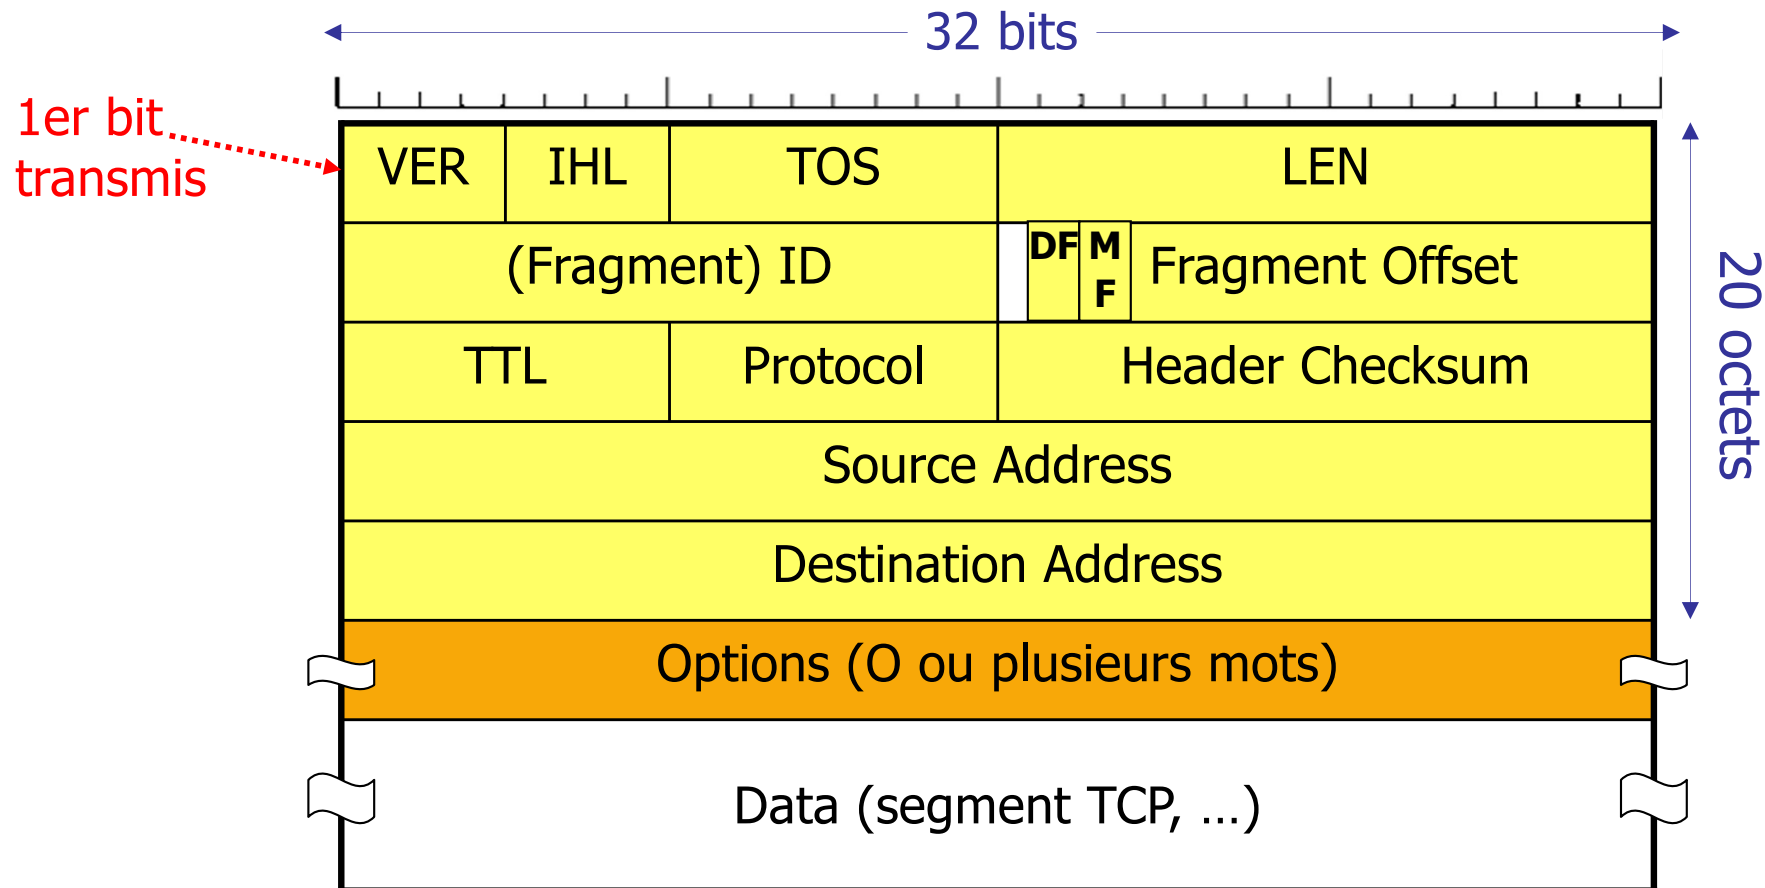 32 bits
1er bit
transmis
VER IHL TOS LEN
(Fragment) ID DF M
F Fragment Offset
TTL Protocol Header Checksum
Source Address
Destination Address
20 octets
Options (O ou plusieurs mots)
Data (segment TCP, ...)